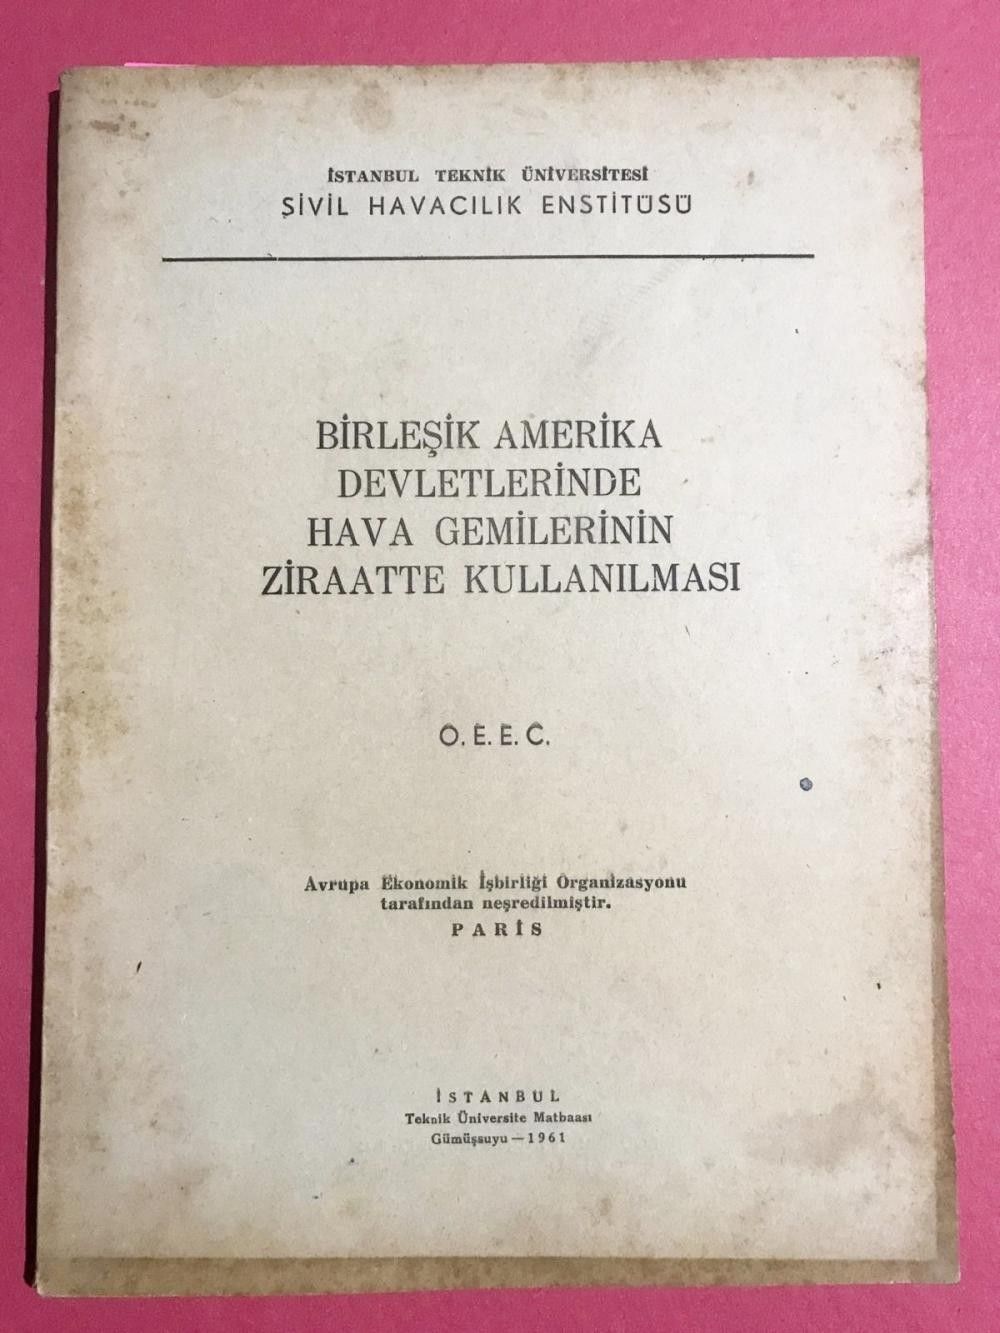 İSTANBUL TEKNİK ÜNİVERSİTESİ
ŞİVİL HAVACILIK ENSTİTÜSÜ
BİRLEŞİK AMERİKA
DEVLETLERİNDE
HAVA GEMİLERİNİN
ZİRAATTE KULLANILMASI
O. E. E. C.
Avrupa Ekonomik İşbirliği Organizasyonu
tarafından neşredilmiştir.
PARİS
İSTANBUL
Teknik Üniversite Matbaası
Gümüşsuyu — 1961